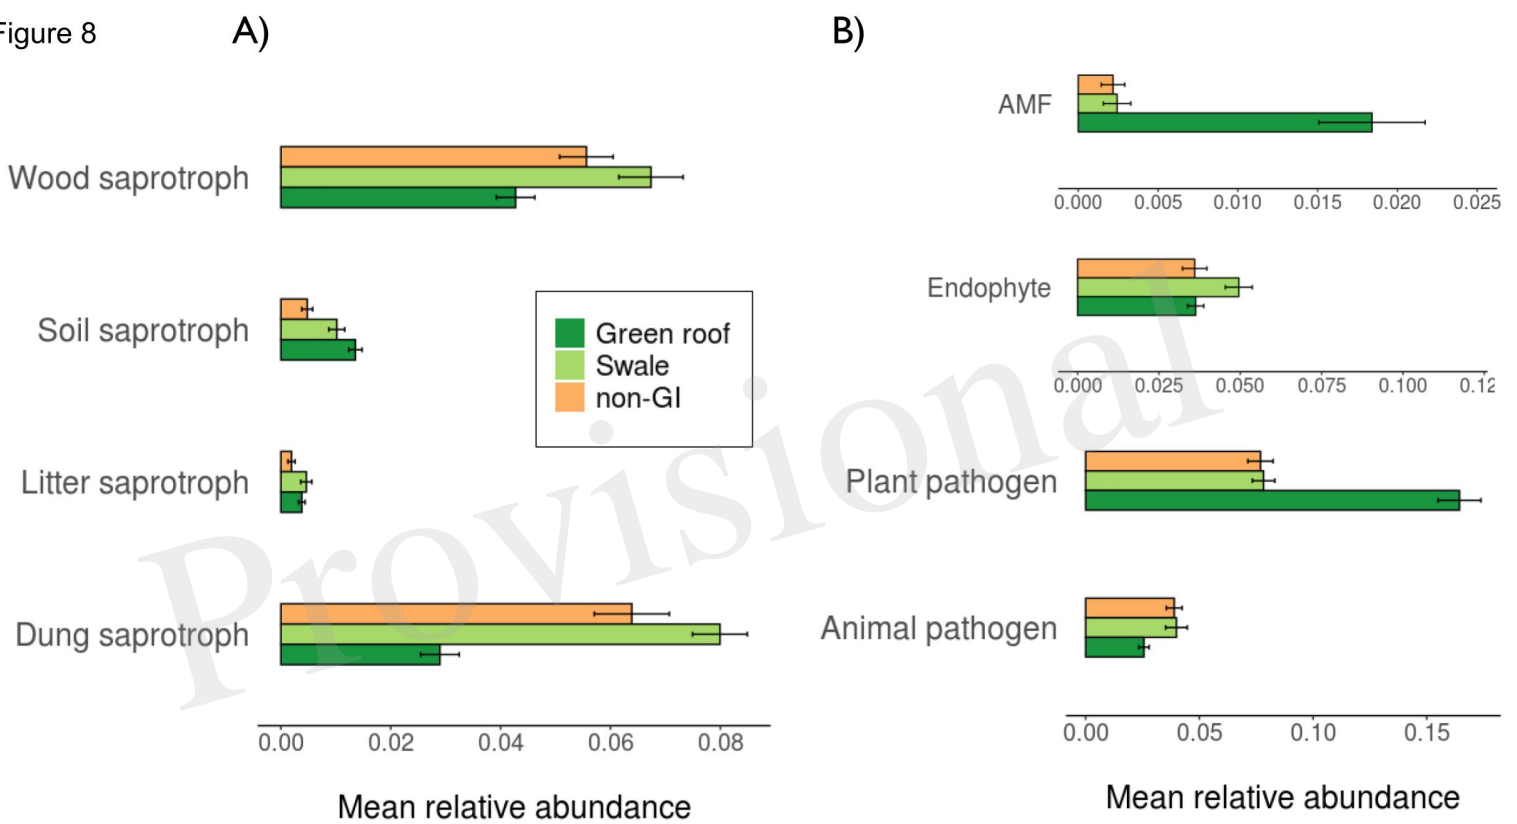 Figure 8
A)
Wood saprotroph
Soil saprotroph
Litter saprotroph
Dung saprotroph
Green roof
Swale
non-GI
0.00 0.02 0.04 0.06 0.08
Mean relative abundance
B)
AMF
0.000 0.005 0.010 0.015 0.020 0.025
Endophyte
0.000 0.025 0.050 0.075 0.100 0.12
Plant pathogen
Animal pathogen
0.00 0.05 0.10 0.15
Mean relative abundance
Provisional